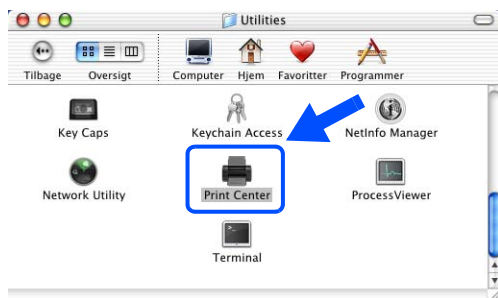 Utilities
Tilbage Oversigt Computer Hjem Favoritter Programmer
Key Caps Keychain Access NetInfo Manager
Network Utility Print Center ProcessViewer
Terminal